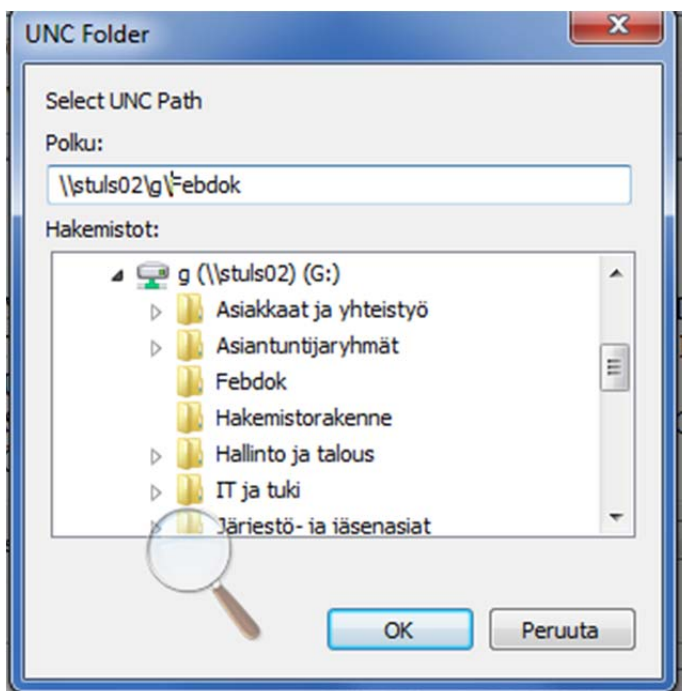 UNC Folder
Select UNC Path
Polku:
\\stuls02\g\Febdok
Hakemistot:
g (\\stuls02) (G:)
Asiakkaat ja yhteistyö
Asiantuntijaryhmät
Febdok
Hakemistorakenne
Hallinto ja talous
IT ja tuki
Järjestö- ja jäsenasiat
OK Peruuta